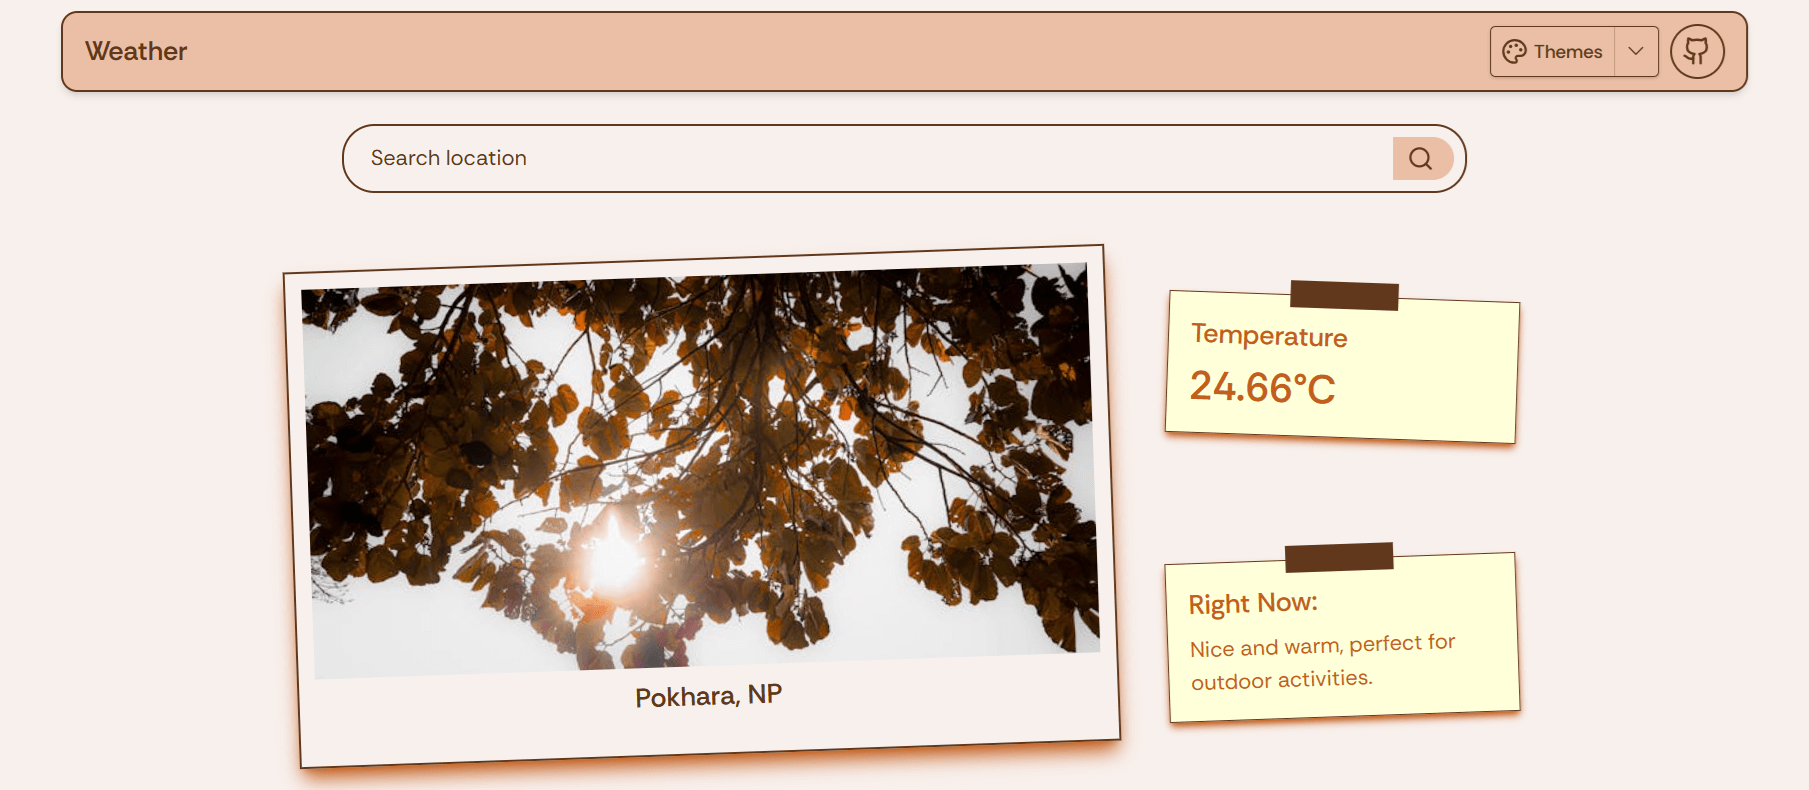 Weather
Themes
Search location
Temperature
24.66°C
Right Now:
Nice and warm, perfect for
outdoor activities.
Pokhara, NP